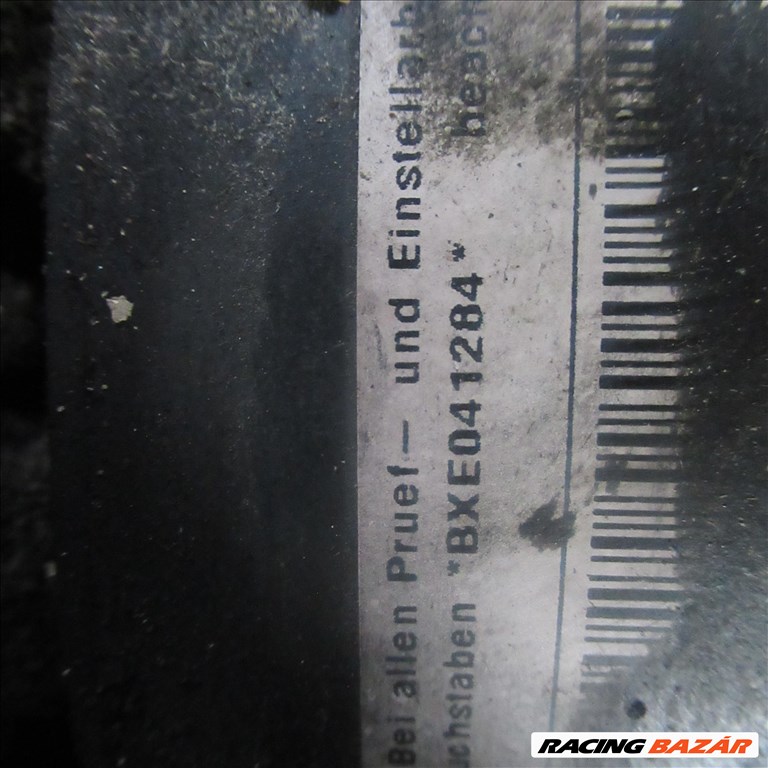 Bei allen Pruef- und Einstellarb
uchstaben *BXE041284* beach
RACING BAZÁR